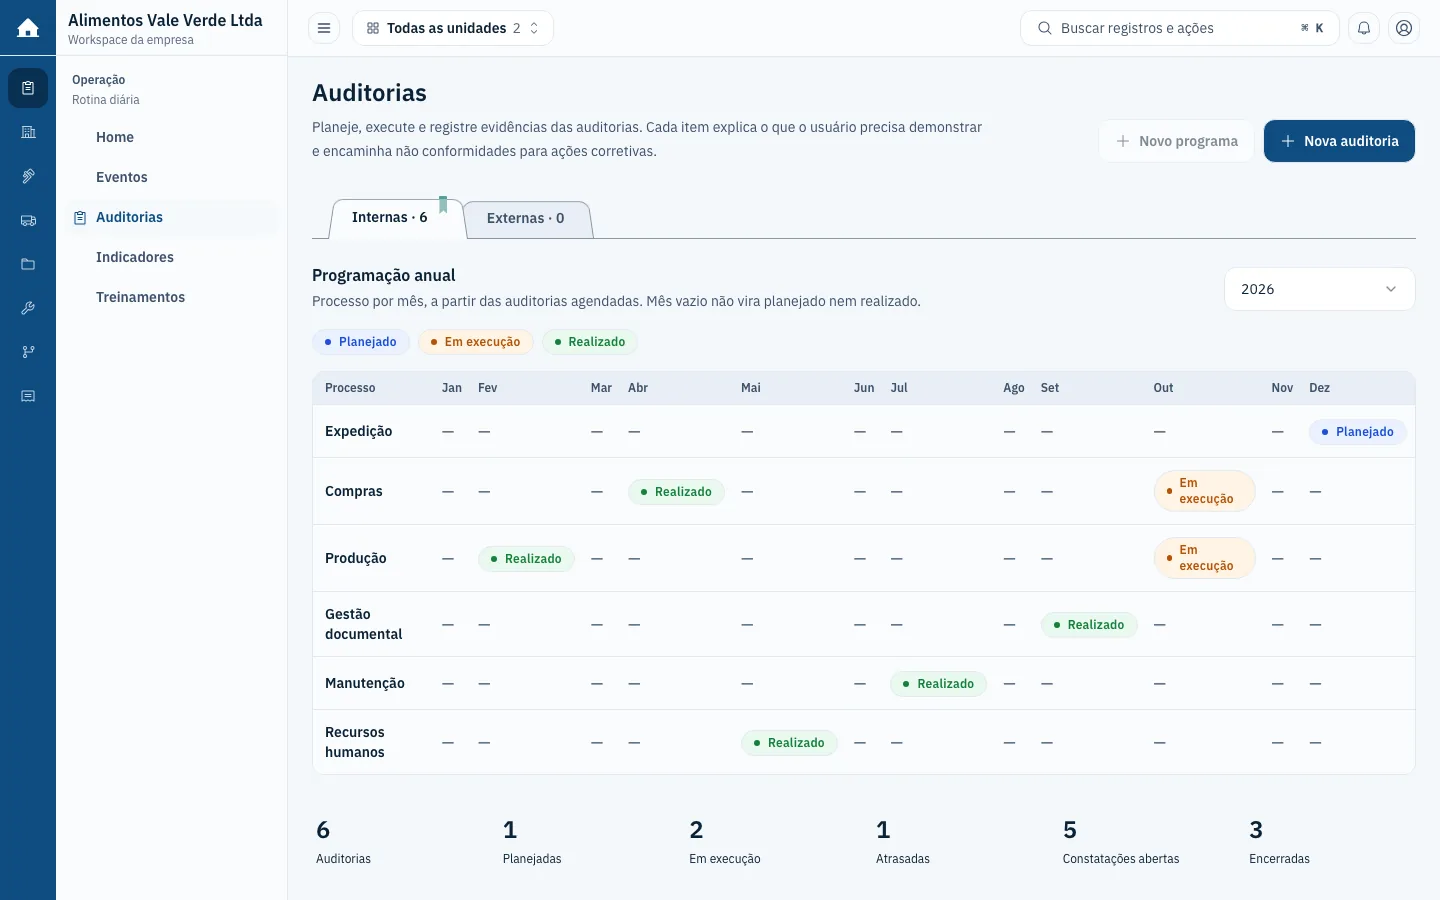 Alimentos Vale Verde Ltda
Workspace da empresa
Todas as unidades 2
Buscar registros e ações ⌘ K
Operação
Rotina diária
Home
Eventos
Auditorias
Indicadores
Treinamentos
Auditorias
Planeje, execute e registre evidências das auditorias. Cada item explica o que o usuário precisa demonstrar
e encaminha não conformidades para ações corretivas.
Novo programa
Nova auditoria
Internas · 6
Externas · 0
Programação anual
Processo por mês, a partir das auditorias agendadas. Mês vazio não vira planejado nem realizado.
2026
Planejado Em execução Realizado
Processo Jan Fev Mar Abr Mai Jun Jul Ago Set Out Nov Dez
Expedição — — — — — — — — — — — Planejado
Compras — — — Realizado — — — — — Em execução — —
Produção — Realizado — — — — — — — Em execução — —
Gestão documental — — — — — — — — Realizado — — —
Manutenção — — — — — — Realizado — — — — —
Recursos humanos — — — — Realizado — — — — — — —
6 1 2 1 5 3
Auditorias Planejadas Em execução Atrasadas Constatações abertas Encerradas